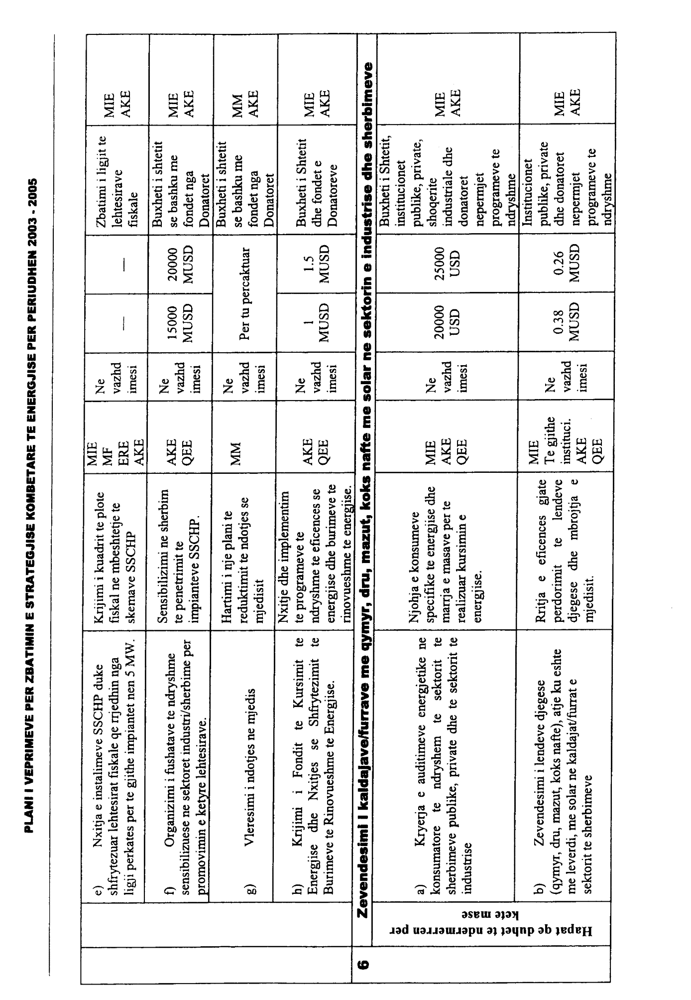 PLANI I VEPRIMEVE PER ZBATIMIN E STRATEGJISE KOMBETARE TE ENERGJISE PER PERIUDHEN 2003 - 2005
e) Nxitja e instalimeve SSCHP duke
shfrytezuar lehtesirat fiskale qe rrjedhin nga
ligji perkates per te gjithe impiantet nen 5 MW.
Krijimi i kuadrit te plote
fiskal ne mbeshtetje te
skemave SSCHP
MIE
MF
ERE
AKE
Ne
vazhd
imesi
—
—
Zbatimi i ligjit te
lehtesirave
fiskale
MIE
AKE
f) Organizimi i fushatave te ndryshme
sensibilizuese ne sektoret industri/sherbime per
promovimin e ketyre lehtesirave.
Sensibilizimi ne sherbim
te penetrimit te
impianteve SSCHP.
AKE
QEE
Ne
vazhd
imesi
15000
MUSD
20000
MUSD
Buxheti i shtetit
se bashku me
fondet nga
Donatoret
MIE
AKE
g) Vleresimi i ndotjes ne mjedis
Hartimi i nje plani te
reduktimit te ndotjes se
mjedisit
MM
Ne
vazhd
imesi
Per tu percaktuar
Buxheti i shtetit
se bashku me
fondet nga
Donatoret
MM
AKE
h) Krijimi i Fondit te Kursimit te
Energjise dhe Nxitjes se Shfrytezimit te
Burimeve te Rinovueshme te Energjise.
Nxitje dhe implementim
te programeve te
ndryshme te eficences se
energjise dhe burimeve te
rinovueshme te energjise.
AKE
QEE
Ne
vazhd
imesi
1
MUSD
1.5
MUSD
Buxheti i Shtetit
dhe fondet e
Donatoreve
MIE
AKE
6 Zevendesimi i kaldajave/furrave me qymyr, dru, mazut, koks nafte me solar ne sektorin e industrise dhe sherbimeve
Hapat qe duhet te ndermerren per
kete mase
a) Kryerja e auditimeve energjetike ne
konsumatore te ndryshem te sektorit te
sherbimeve publike, private dhe te sektorit te
industrise
Njohja e konsumeve
specifike te energjise dhe
marrja e masave per te
realizuar kursimin e
energjise.
MIE
AKE
QEE
Ne
vazhd
imesi
20000
USD
25000
USD
Buxheti i Shtetit,
institucionet
publike, private,
shoqerite
industriale dhe
donatoret
nepermjet
programeve te
ndryshme
MIE
AKE
b) Zevendesimi i lendeve djegese
(qymyr, dru, mazut, koks nafte), atje ku eshte
me leverdi, me solar ne kaldajat/furrat e
sektorit te sherbimeve
Rritja e eficences gjate
perdorimit te lendeve
djegese dhe mbrojtja e
mjedisit.
MIE
Te gjithe
instituci.
AKE
QEE
Ne
vazhd
imesi
0.38
MUSD
0.26
MUSD
Institucionet
publike, private
dhe donatoret
nepermjet
programeve te
ndryshme
MIE
AKE